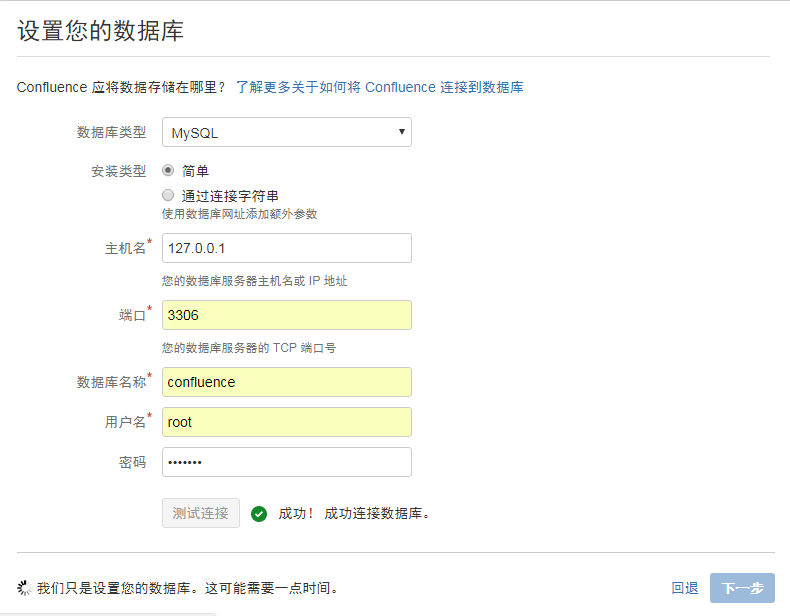 设置您的数据库
Confluence 应将数据存储在哪里? 了解更多关于如何将 Confluence 连接到数据库
数据库类型 MySQL
安装类型 简单
通过连接字符串
使用数据库网址添加额外参数
主机名* 127.0.0.1
您的数据库服务器主机名或 IP 地址
端口* 3306
您的数据库服务器的 TCP 端口号
数据库名称* confluence
用户名* root
密码 •••••••
测试连接 成功! 成功连接数据库。
我们只是设置您的数据库。这可能需要一点时间。 回退 下一步